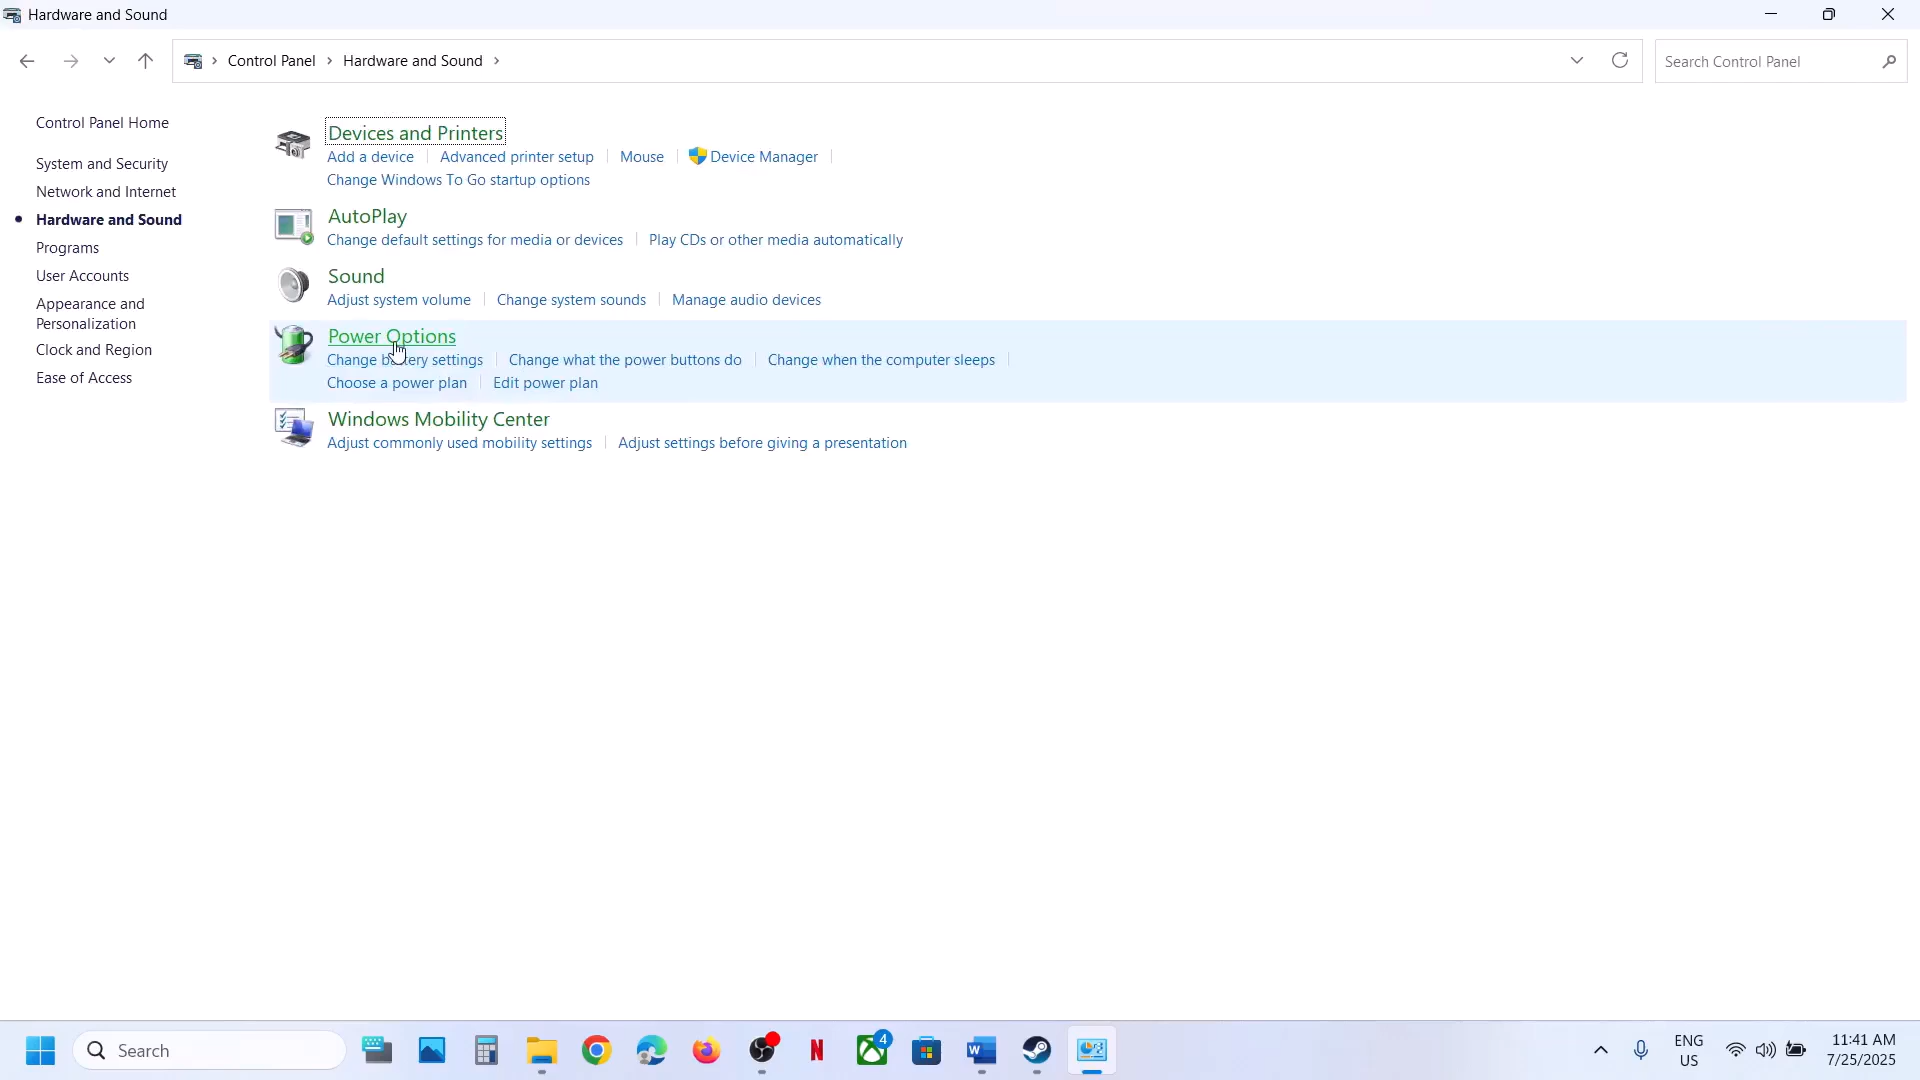 Hardware and Sound
Control Panel
Hardware and Sound
Search Control Panel
Control Panel Home
System and Security
Network and Internet
Hardware and Sound
Programs
User Accounts
Appearance and
Personalization
Clock and Region
Ease of Access
Devices and Printers
Add a device
Advanced printer setup
Mouse
Device Manager
Change Windows To Go startup options
AutoPlay
Change default settings for media or devices
Play CDs or other media automatically
Sound
Adjust system volume
Change system sounds
Manage audio devices
Power Options
Change battery settings
Change what the power buttons do
Change when the computer sleeps
Choose a power plan
Edit power plan
Windows Mobility Center
Adjust commonly used mobility settings
Adjust settings before giving a presentation
Search
N
4
W
ENG
US
11:41 AM
7/25/2025